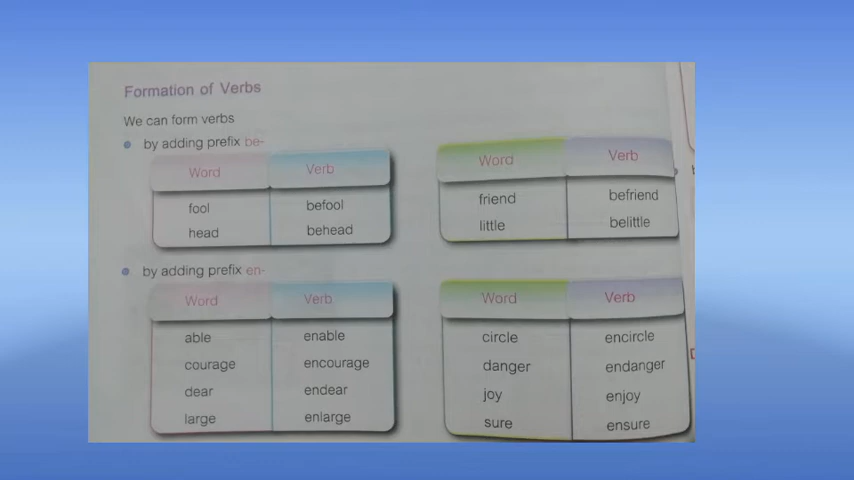 Formation of Verbs
We can form verbs
by adding prefix be-
Word Verb
fool befool
head behead
Word Verb
friend befriend
little belittle
by adding prefix en-
Word Verb
able enable
courage encourage
dear endear
large enlarge
Word Verb
circle encircle
danger endanger
joy enjoy
sure ensure